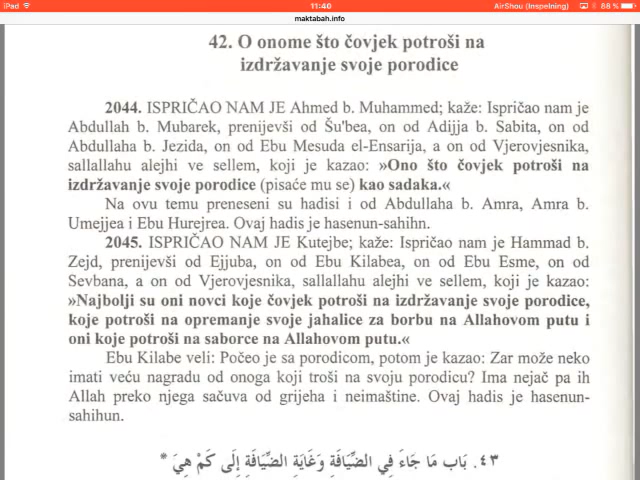 iPad
11:40
AirShou (Inspelning)
88 %
maktabah.info
42. O onome što čovjek potroši na
izdržavanje svoje porodice
2044. ISPRIČAO NAM JE Ahmed b. Muhammed; kaže: Ispričao nam je
Abdullah b. Mubarek, prenijevši od Šu'bea, on od Adijja b. Sabita, on od
Abdullaha b. Jezida, on od Ebu Mesuda el-Ensarija, a on od Vjerovjesnika,
sallallahu alejhi ve sellem, koji je kazao: »Ono što čovjek potroši na
izdržavanje svoje porodice (pisaće mu se) kao sadaka.«
Na ovu temu preneseni su hadisi i od Abdullaha b. Amra, Amra b.
Umejjea i Ebu Hurejrea. Ovaj hadis je hasenun-sahihn.
2045. ISPRIČAO NAM JE Kutejbe; kaže: Ispričao nam je Hammad b.
Zejd, prenijevši od Ejjuba, on od Ebu Kilabea, on od Ebu Esme, on od
Sevbana, a on od Vjerovjesnika, sallallahu alejhi ve sellem, koji je kazao:
»Najbolji su oni novci koje čovjek potroši na izdržavanje svoje porodice,
koje potroši na opremanje svoje jahalice za borbu na Allahovom putu i
oni koje potroši na saborce na Allahovom putu.«
Ebu Kilabe veli: Počeo je sa porodicom, potom je kazao: Zar može neko
imati veću nagradu od onoga koji troši na svoju porodicu? Ima nejač pa ih
Allah preko njega sačuva od grijeha i neimaštine. Ovaj hadis je hasenun-
sahihun.
٤٣. بَاب مَا جَاءَ فِي الضِّيَافَةِ وَغَايَةِ الضِّيَافَةِ إِلَى كَمْ هِيَ *